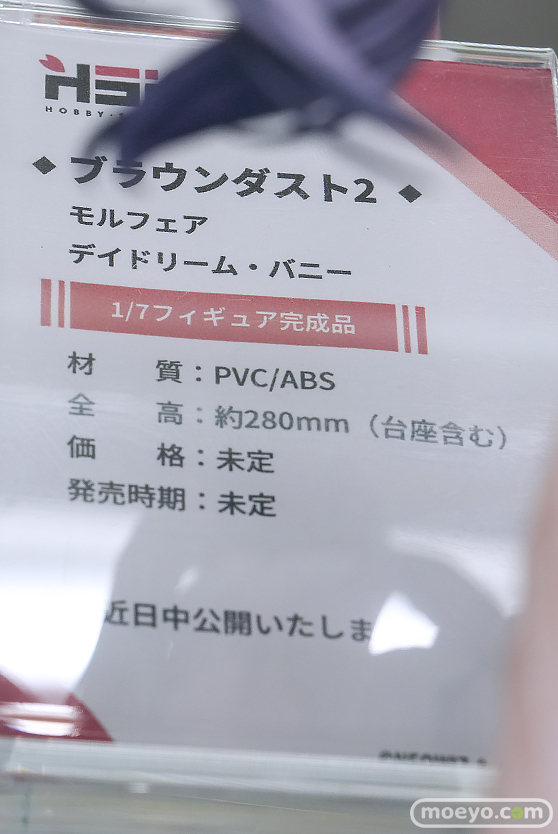 HOBBY
◆ ブラウンダスト2 ◆
モルフェア
デイドリーム・バニー
1/7フィギュア完成品
材　　質：PVC/ABS
全　　高：約280mm（台座含む）
価　　格：未定
発売時期：未定
近日中公開いたしま
moeyo.com